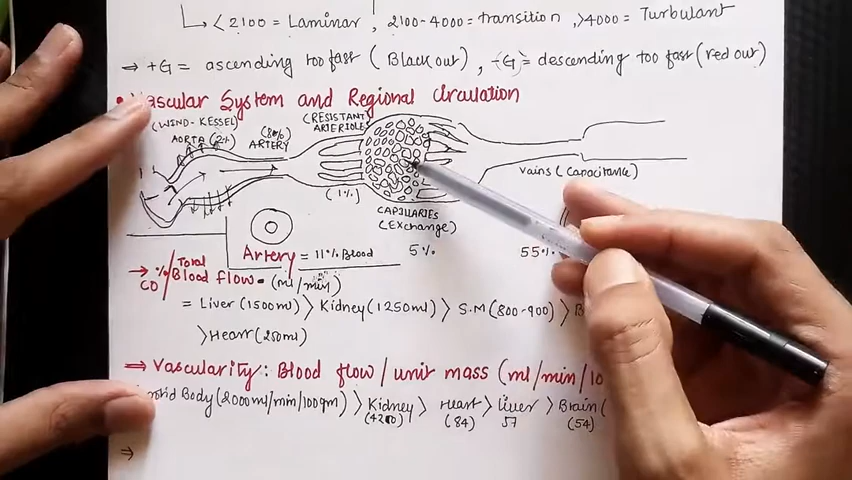 < 2100 = Laminar, 2100-4000 = transition, >4000 = Turbulant
⇒ +G = ascending too fast (Black out), -G = descending too fast (red out)
• Vascular System and Regional Circulation
(WIND-KESSEL)
AORTA (2%)
(8%)
ARTERY
(RESISTANT)
ARTERIOLE
(1%)
CAPILLARIES
(Exchange)
5%
vains (Capacitance)
55%
Artery = 11% Blood
→ CO % / Total Blood flow. (ml/min)
= Liver (1500ml) > Kidney (1250ml) > S.M (800-900) >
> Heart (250ml)
⇒ Vascularity: Blood flow / unit mass (ml/min/10
Body (2000ml/min/100gm) > Kidney > Heart > Liver > Brain (
(84) 57 (54)
⇒